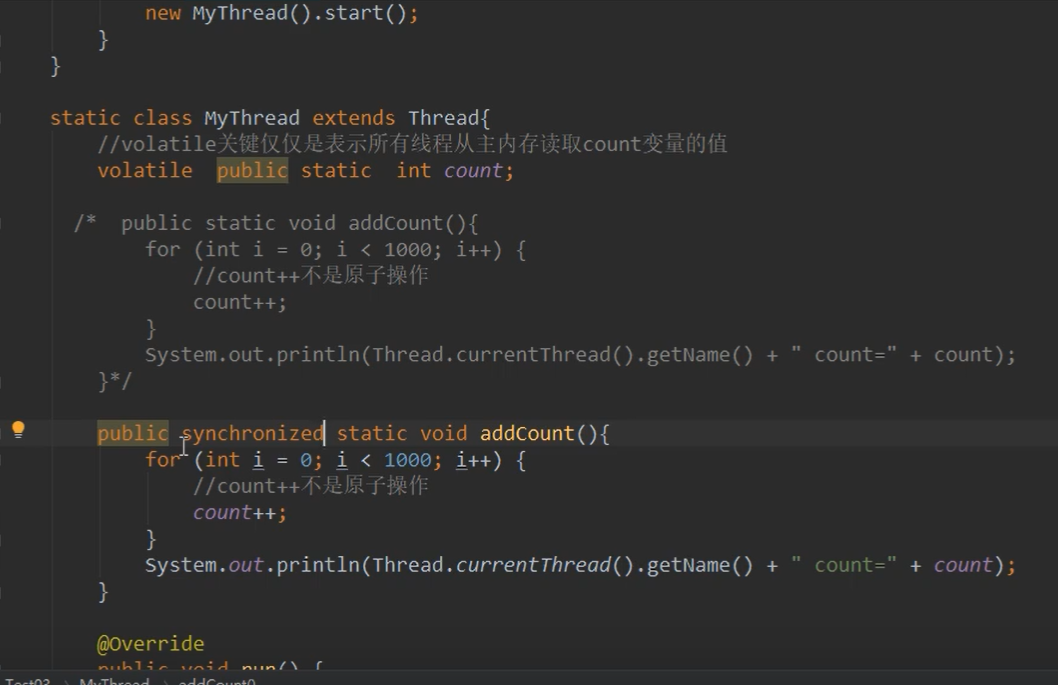 new MyThread().start();
}
}
static class MyThread extends Thread{
//volatile关键仅仅是表示所有线程从主内存读取count变量的值
volatile  public static  int count;
/*  public static void addCount(){
for (int i = 0; i < 1000; i++) {
//count++不是原子操作
count++;
}
System.out.println(Thread.currentThread().getName() + " count=" + count);
}*/
public synchronized static void addCount(){
for (int i = 0; i < 1000; i++) {
//count++不是原子操作
count++;
}
System.out.println(Thread.currentThread().getName() + " count=" + count);
}
@Override
public void run() {
Test03 > MyThread > addCount()